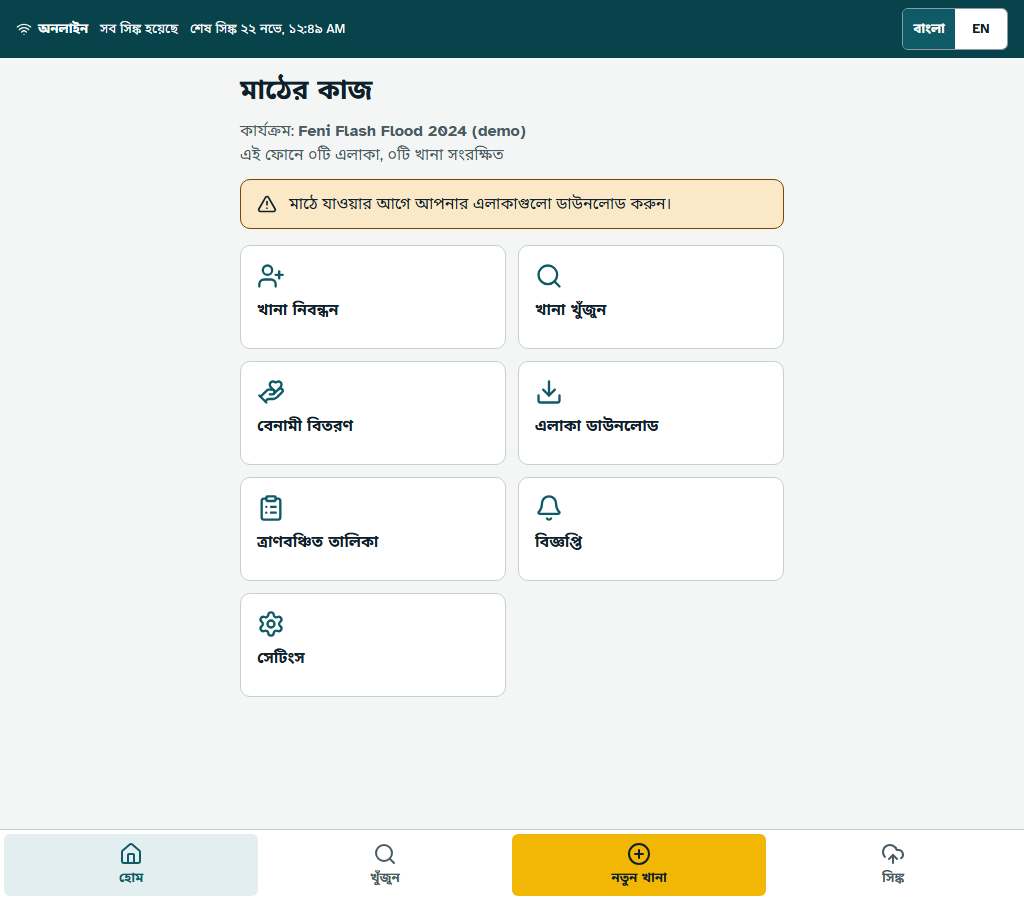 অনলাইন সব সিঙ্ক হয়েছে শেষ সিঙ্ক ২২ নভে, ১২:৪৯ AM
বাংলা EN
মাঠের কাজ
কার্যক্রম: Feni Flash Flood 2024 (demo)
এই ফোনে ০টি এলাকা, ০টি খানা সংরক্ষিত
মাঠে যাওয়ার আগে আপনার এলাকাগুলো ডাউনলোড করুন।
খানা নিবন্ধন
খানা খুঁজুন
বেনামী বিতরণ
এলাকা ডাউনলোড
ত্রাণবঞ্চিত তালিকা
বিজ্ঞপ্তি
সেটিংস
হোম
খুঁজুন
নতুন খানা
সিঙ্ক